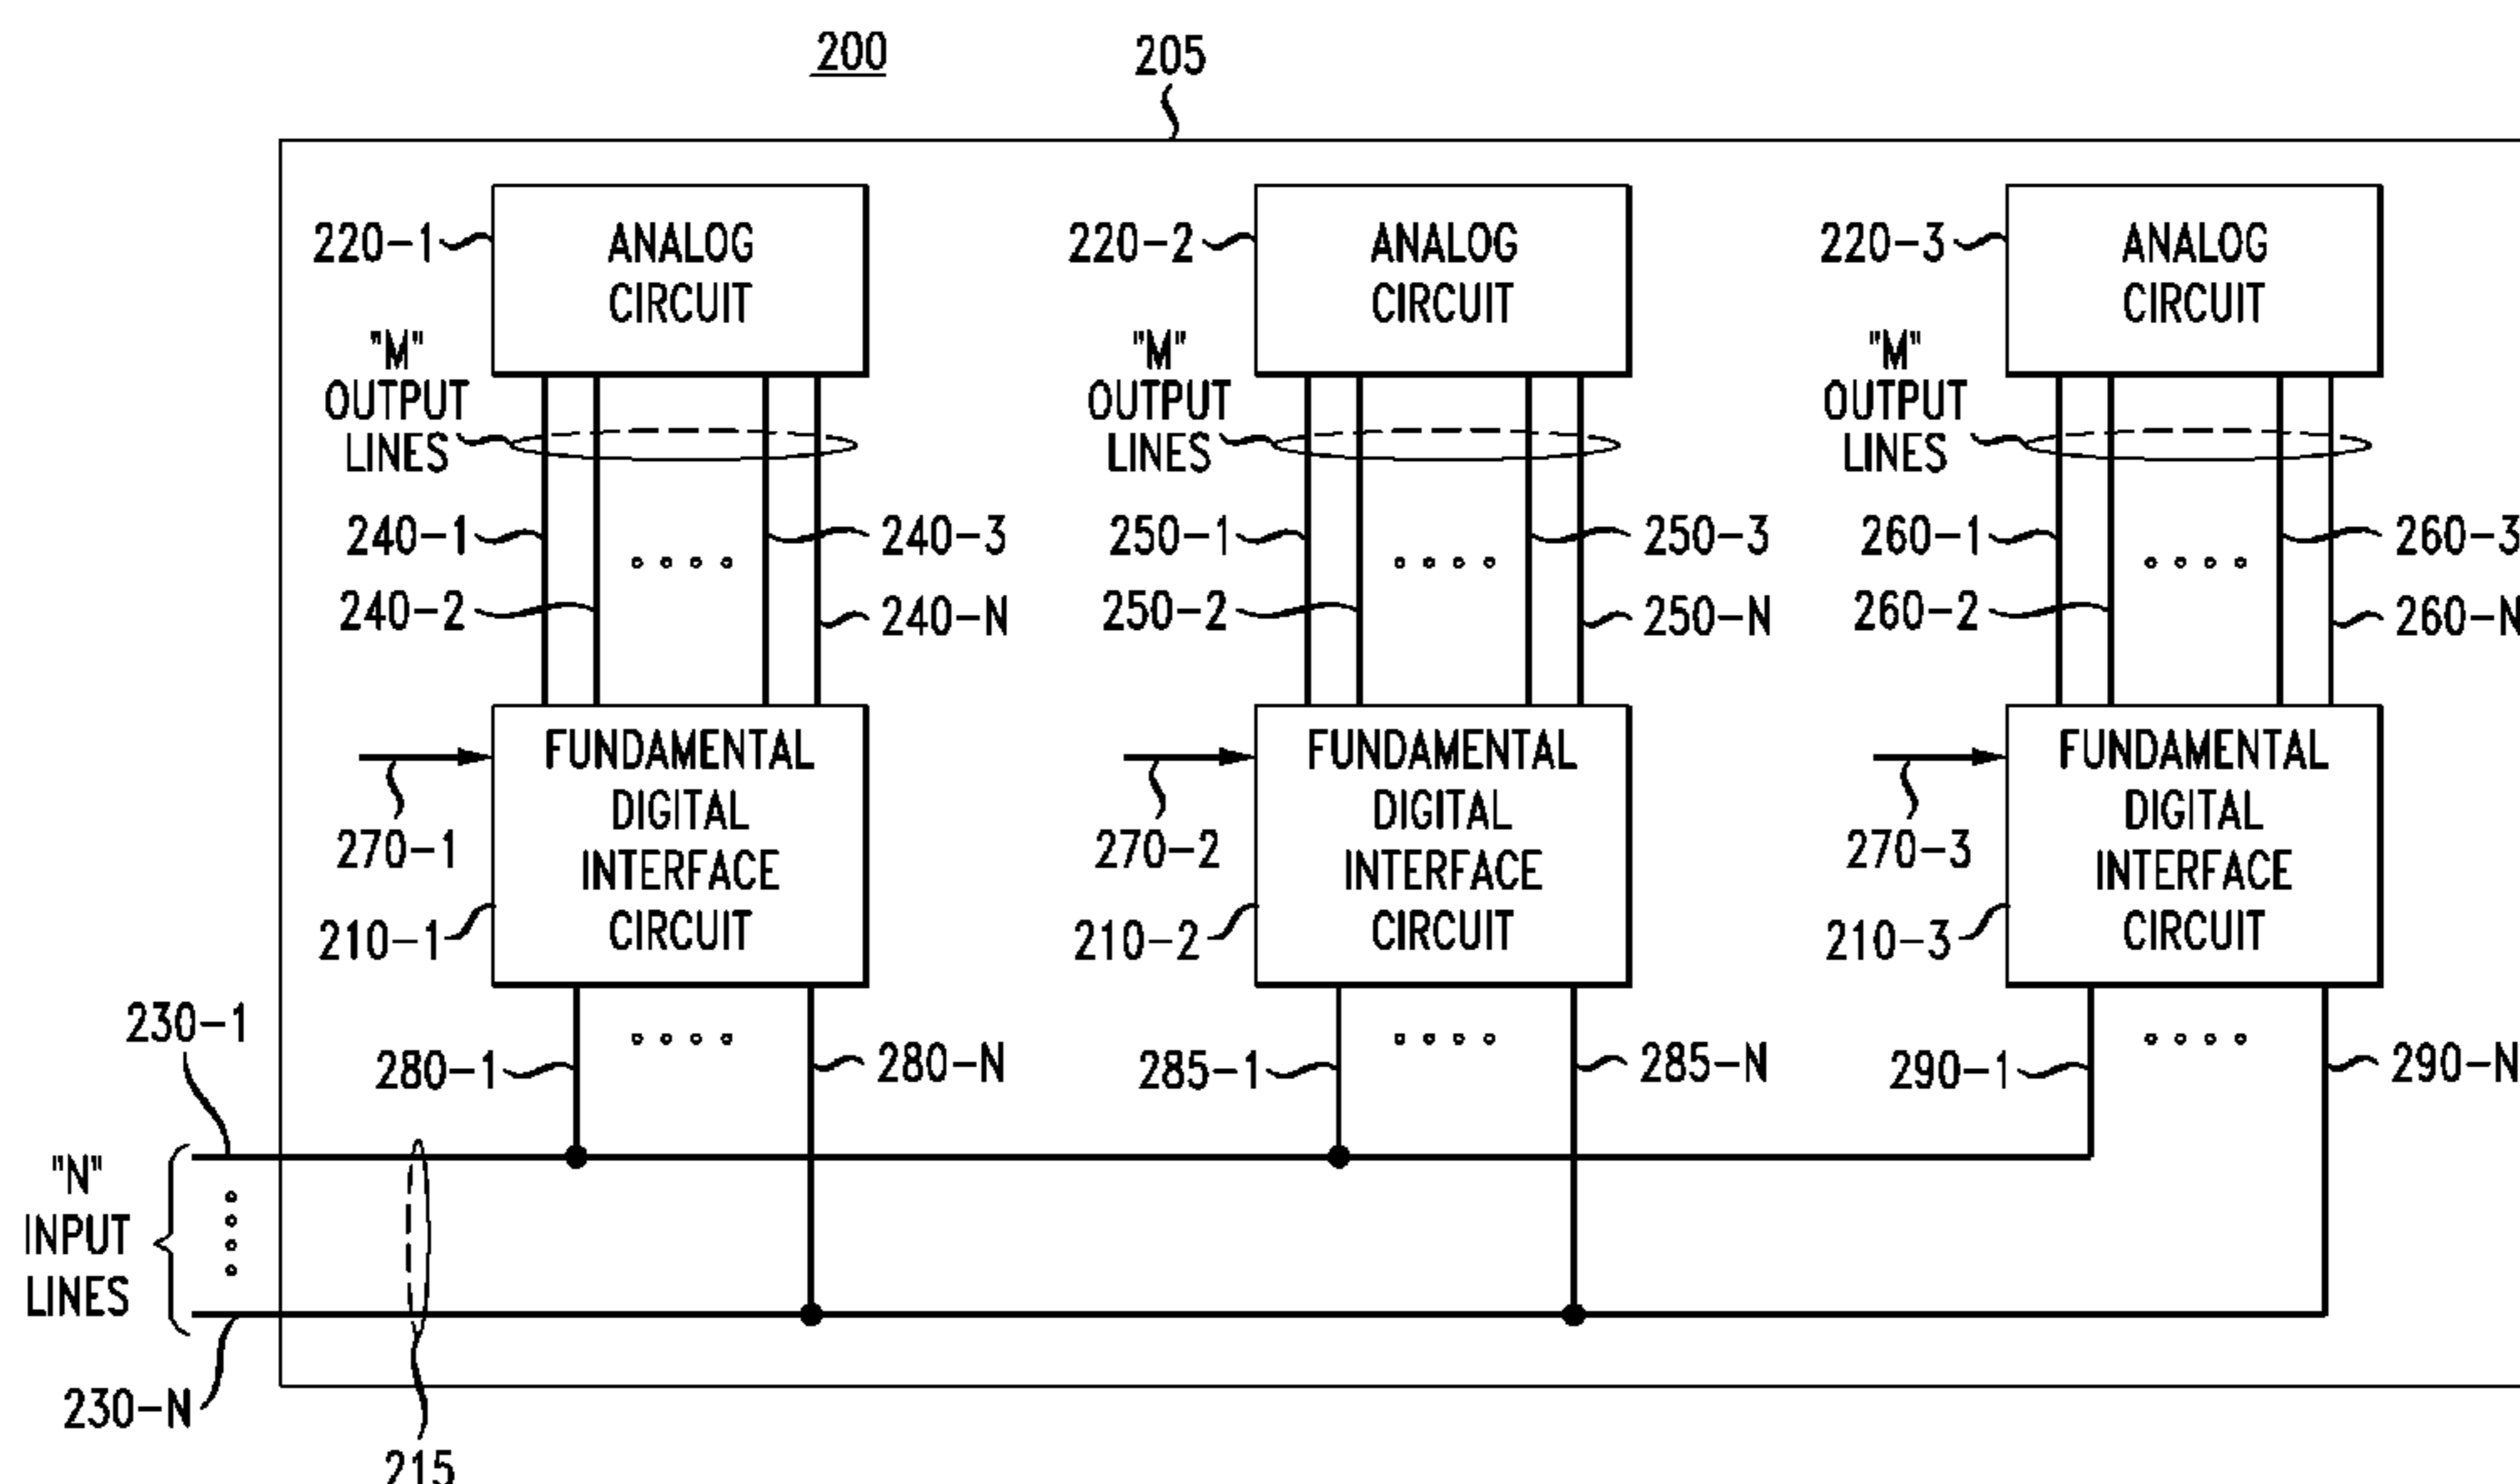 200
205
220-1
ANALOG
CIRCUIT
220-2
ANALOG
CIRCUIT
220-3
ANALOG
CIRCUIT
"M"
OUTPUT
LINES
"M"
OUTPUT
LINES
"M"
OUTPUT
LINES
240-1
240-3
250-1
250-3
260-1
260-3
240-2
240-N
250-2
250-N
260-2
260-N
FUNDAMENTAL
DIGITAL
INTERFACE
CIRCUIT
270-1
210-1
FUNDAMENTAL
DIGITAL
INTERFACE
CIRCUIT
270-2
210-2
FUNDAMENTAL
DIGITAL
INTERFACE
CIRCUIT
270-3
210-3
230-1
280-1
280-N
285-1
285-N
290-1
290-N
"N"
INPUT
LINES
230-N
215